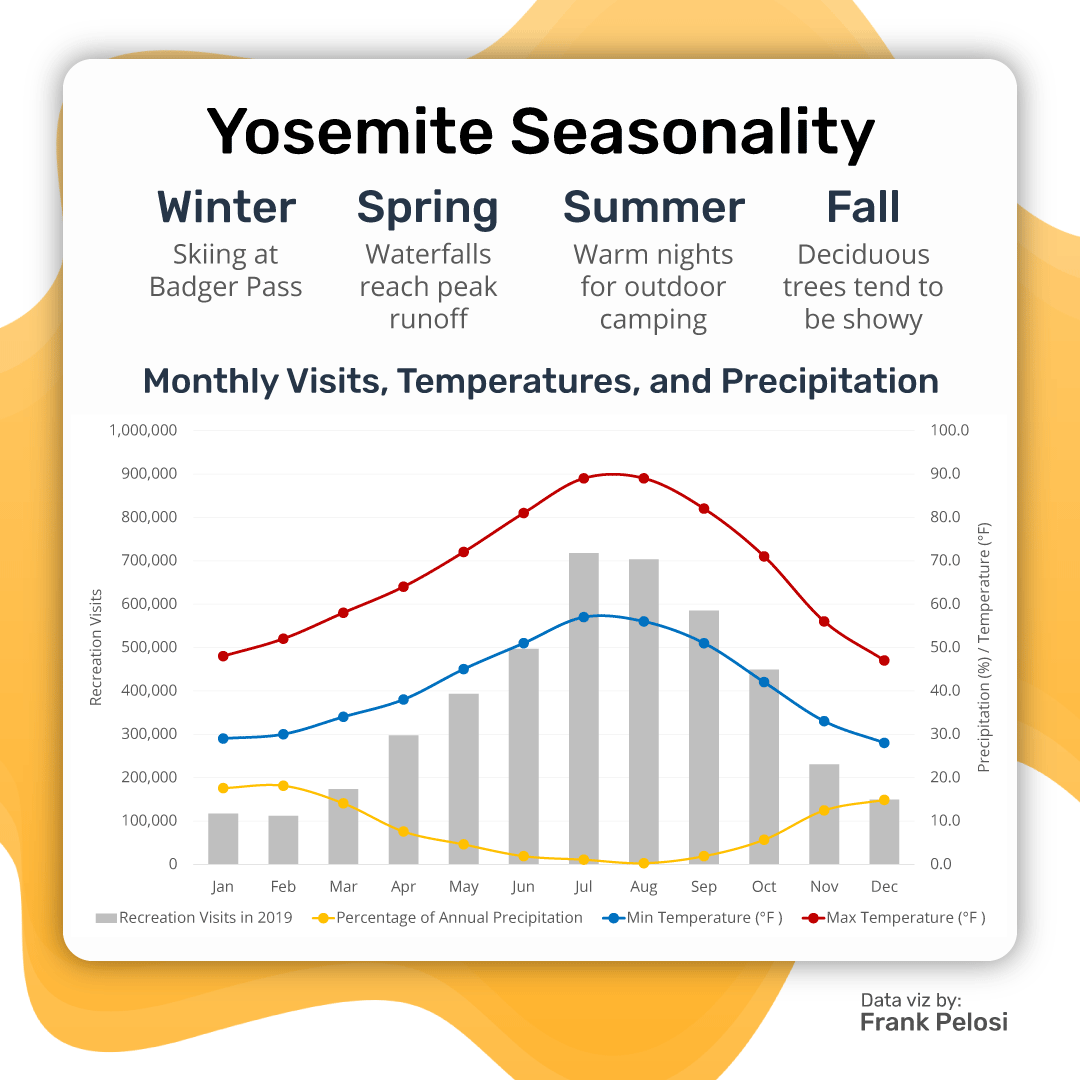 Yosemite Seasonality
Winter
Skiing at
Badger Pass
Spring
Waterfalls
reach peak
runoff
Summer
Warm nights
for outdoor
camping
Fall
Deciduous
trees tend to
be showy
Monthly Visits, Temperatures, and Precipitation
Recreation Visits
1,000,000
900,000
800,000
700,000
600,000
500,000
400,000
300,000
200,000
100,000
0
100.0
90.0
80.0
70.0
60.0
50.0
40.0
30.0
20.0
10.0
0.0
Precipitation (%) / Temperature (°F)
Jan Feb Mar Apr May Jun Jul Aug Sep Oct Nov Dec
Recreation Visits in 2019 Percentage of Annual Precipitation Min Temperature (°F ) Max Temperature (°F )
Data viz by:
Frank Pelosi